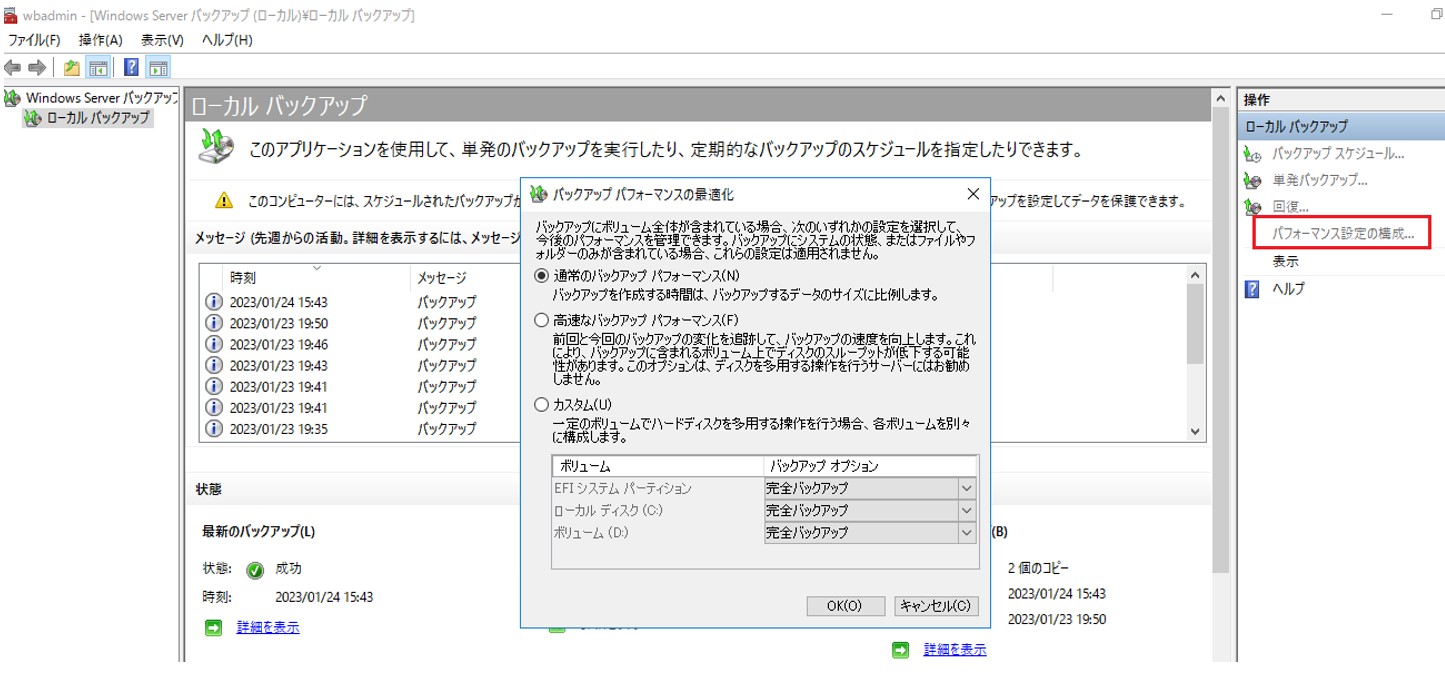 wbadmin - [Windows Server バックアップ (ローカル)¥ローカル バックアップ]
ファイル(F) 操作(A) 表示(V) ヘルプ(H)
Windows Server バックアップ
ローカル バックアップ
ローカル バックアップ
このアプリケーションを使用して、単発のバックアップを実行したり、定期的なバックアップのスケジュールを指定したりできます。
このコンピューターには、スケジュールされたバックアップが
アップを設定してデータを保護できます。
メッセージ (先週からの活動。詳細を表示するには、メッセージ
時刻 メッセージ
2023/01/24 15:43 バックアップ
2023/01/23 19:50 バックアップ
2023/01/23 19:46 バックアップ
2023/01/23 19:43 バックアップ
2023/01/23 19:41 バックアップ
2023/01/23 19:41 バックアップ
2023/01/23 19:35 バックアップ
状態
最新のバックアップ(L)
状態: 成功
時刻: 2023/01/24 15:43
詳細を表示
バックアップ パフォーマンスの最適化
バックアップにボリューム全体が含まれている場合、次のいずれかの設定を選択して、
今後のパフォーマンスを管理できます。バックアップにシステムの状態、またはファイルやフ
ォルダーのみが含まれている場合、これらの設定は適用されません。
通常のバックアップ パフォーマンス(N)
バックアップを作成する時間は、バックアップするデータのサイズに比例します。
高速なバックアップ パフォーマンス(F)
前回と今回のバックアップの変化を追跡して、バックアップの速度を向上します。これ
により、バックアップに含まれるボリューム上でディスクのスループットが低下する可能
性があります。このオプションは、ディスクを多用する操作を行うサーバーにはお勧め
しません。
カスタム(U)
一定のボリュームでハードディスクを多用する操作を行う場合、各ボリュームを別々
に構成します。
ボリューム バックアップ オプション
EFI システム パーティション 完全バックアップ
ローカル ディスク (C:) 完全バックアップ
ボリューム (D:) 完全バックアップ
OK(O) キャンセル(C)
(B)
2 個のコピー
2023/01/24 15:43
2023/01/23 19:50
詳細を表示
操作
ローカル バックアップ
バックアップ スケジュール...
単発バックアップ...
回復...
パフォーマンス設定の構成...
表示
ヘルプ